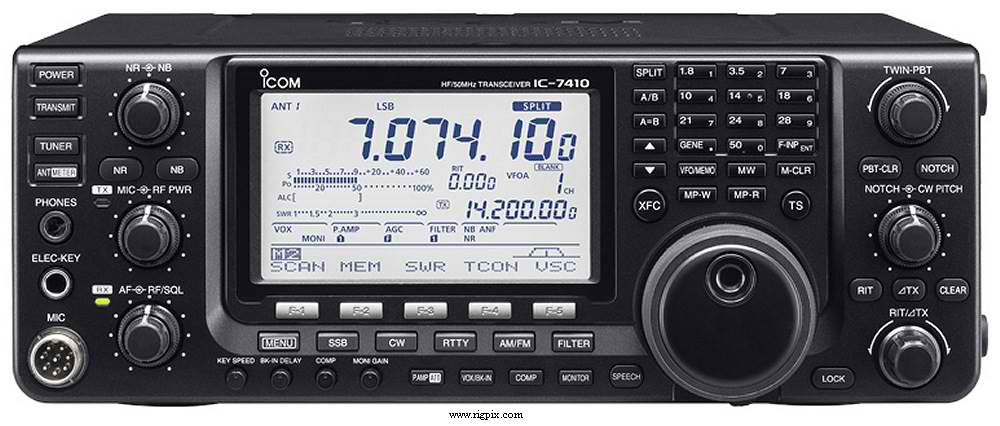 POWER
TRANSMIT
TUNER
ANT METER
PHONES
ELEC-KEY
MIC
NR NB
NR
NB
TX MIC RF PWR
RX AF RF/SQL
ICOM
HF/50MHz TRANSCEIVER IC-7410
ANT 1 LSB SPLIT
RX 7.074.100
S 1 3 5 7 9 +20 +40 +60
Po 20 50 100%
RIT 0.000
VFOA
BLANK 1 CH
ALC[ ]
TX 14.200.000
SWR 1 1.5 2 3 ∞
VOX P.AMP AGC FILTER NB ANF
MONI 1 F 1 NR
M2
SCAN MEM SWR TCON VSC
F-1 F-2 F-3 F-4 F-5
MENU SSB CW RTTY AM/FM FILTER
KEY SPEED BK-IN DELAY COMP MONI GAIN
P.AMP ATT VOX/BK-IN COMP MONITOR SPEECH
SPLIT 1.8 1 3.5 2 7 3
A/B 10 4 14 5 18 6
A=B 21 7 24 8 28 9
▲ GENE . 50 0 F-INP ENT
▼ VFO/MEMO MW M-CLR
XFC MP-W MP-R TS
TWIN-PBT
PBT-CLR NOTCH
NOTCH CW PITCH
RIT ⊿TX CLEAR
RIT/⊿TX
LOCK
www.rigpix.com